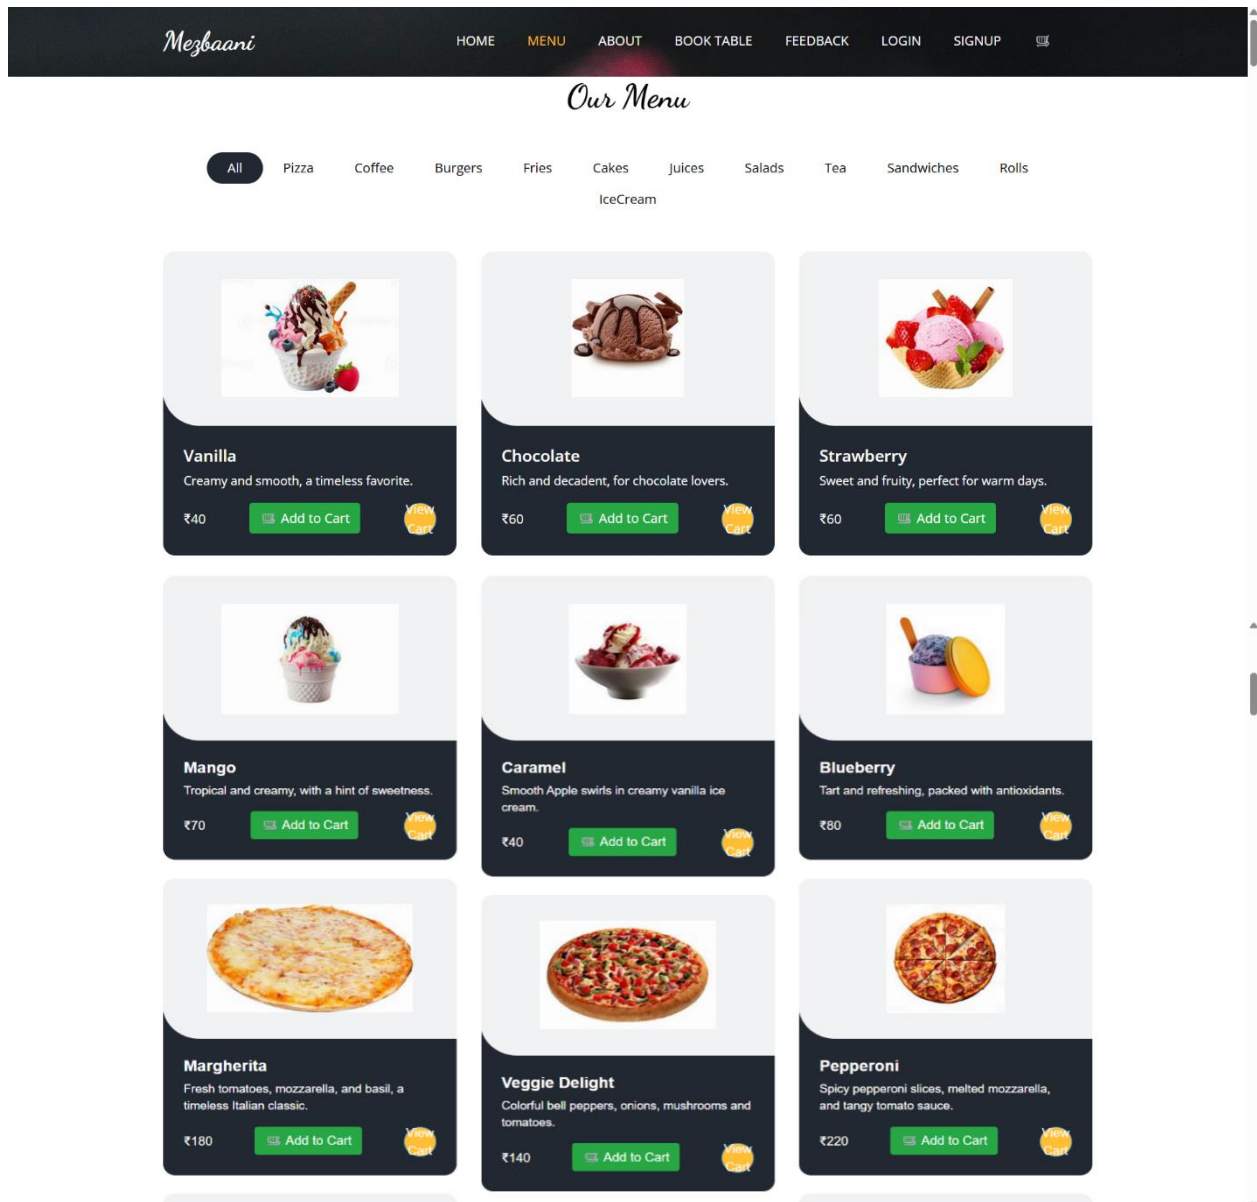 Mezbaani
HOME MENU ABOUT BOOK TABLE FEEDBACK LOGIN SIGNUP
Our Menu
All Pizza Coffee Burgers Fries Cakes Juices Salads Tea Sandwiches Rolls
IceCream
Vanilla
Creamy and smooth, a timeless favorite.
₹40 Add to Cart View Cart
Chocolate
Rich and decadent, for chocolate lovers.
₹60 Add to Cart View Cart
Strawberry
Sweet and fruity, perfect for warm days.
₹60 Add to Cart View Cart
Mango
Tropical and creamy, with a hint of sweetness.
₹70 Add to Cart View Cart
Caramel
Smooth Apple swirls in creamy vanilla ice
cream.
₹40 Add to Cart View Cart
Blueberry
Tart and refreshing, packed with antioxidants.
₹80 Add to Cart View Cart
Margherita
Fresh tomatoes, mozzarella, and basil, a
timeless Italian classic.
₹180 Add to Cart View Cart
Veggie Delight
Colorful bell peppers, onions, mushrooms and
tomatoes.
₹140 Add to Cart View Cart
Pepperoni
Spicy pepperoni slices, melted mozzarella,
and tangy tomato sauce.
₹220 Add to Cart View Cart